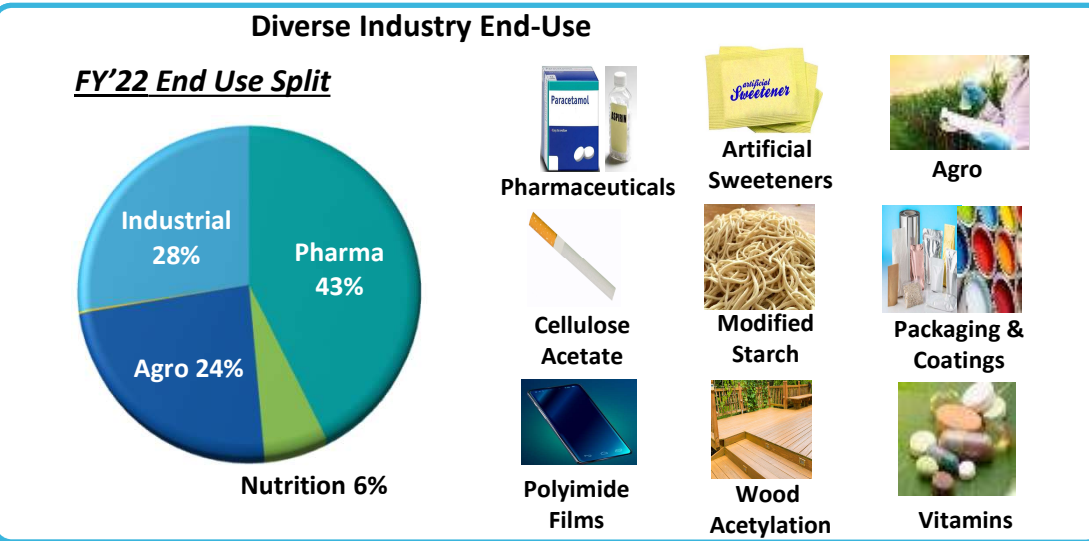 Diverse Industry End-Use
FY'22 End Use Split
Industrial
28%
Pharma
43%
Agro 24%
Nutrition 6%
Paracetamol
ASPIRIN
Pharmaceuticals
artificial
Sweetener
Artificial
Sweeteners
Agro
Cellulose
Acetate
Modified
Starch
Packaging &
Coatings
Polyimide
Films
Wood
Acetylation
Vitamins